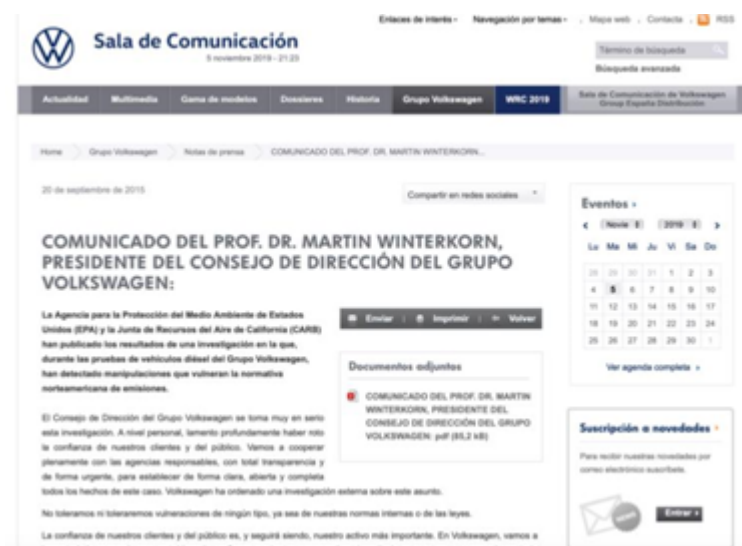 Enlaces de interés Navegación por temas Mapa web Contacta RSS
Sala de Comunicación
5 noviembre 2019 - 21:23
Término de búsqueda
Búsqueda avanzada
Actualidad Multimedia Gama de modelos Dossieres Historia Grupo Volkswagen WRC 2019
Sala de Comunicación de Volkswagen
Group España Distribución
Home Grupo Volkswagen Notas de prensa COMUNICADO DEL PROF. DR. MARTIN WINTERKORN...
20 de septiembre de 2015
Compartir en redes sociales
COMUNICADO DEL PROF. DR. MARTIN WINTERKORN,
PRESIDENTE DEL CONSEJO DE DIRECCIÓN DEL GRUPO
VOLKSWAGEN:
La Agencia para la Protección del Medio Ambiente de Estados
Unidos (EPA) y la Junta de Recursos del Aire de California (CARB)
han publicado los resultados de una investigación en la que,
durante las pruebas de vehículos diésel del Grupo Volkswagen,
han detectado manipulaciones que vulneran la normativa
norteamericana de emisiones.
El Consejo de Dirección del Grupo Volkswagen se toma muy en serio
esta investigación. A nivel personal, lamento profundamente haber roto
la confianza de nuestros clientes y del público. Vamos a cooperar
plenamente con las agencias responsables, con total transparencia y
de forma urgente, para establecer de forma clara, abierta y completa
todos los hechos de este caso. Volkswagen ha ordenado una investigación externa sobre este asunto.
No toleramos ni toleraremos vulneraciones de ningún tipo, ya sea de nuestras normas internas o de las leyes.
La confianza de nuestros clientes y del público es, y seguirá siendo, nuestro activo más importante. En Volkswagen, vamos a
Enviar Imprimir Volver
Documentos adjuntos
COMUNICADO DEL PROF. DR. MARTIN
WINTERKORN, PRESIDENTE DEL
CONSEJO DE DIRECCIÓN DEL GRUPO
VOLKSWAGEN: pdf (85,2 kB)
Eventos
Novie 2019
Lu Ma Mi Ju Vi Sa Do
28 29 30 31 1 2 3
4 5 6 7 8 9 10
11 12 13 14 15 16 17
18 19 20 21 22 23 24
25 26 27 28 29 30 1
Ver agenda completa
Suscripción a novedades
Para recibir nuestras novedades por
correo electrónico suscríbete.
Entrar